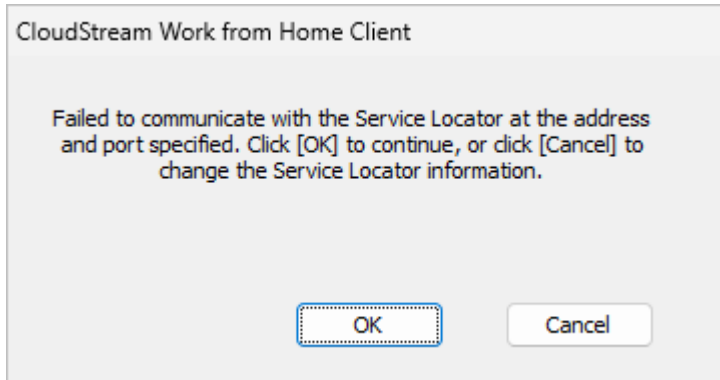 CloudStream Work from Home Client
Failed to communicate with the Service Locator at the address
and port specified. Click [OK] to continue, or click [Cancel] to
change the Service Locator information.
OK
Cancel